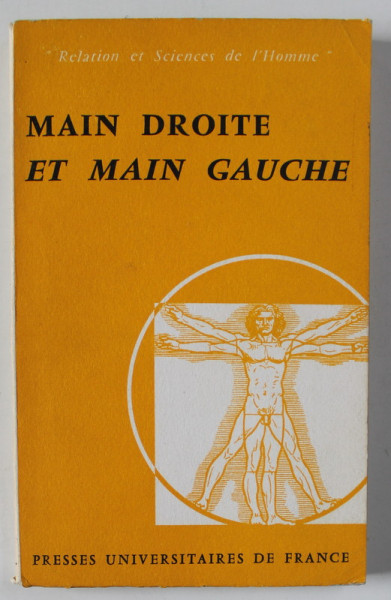 " Relation et Sciences de l'Homme "
MAIN DROITE
ET MAIN GAUCHE
PRESSES UNIVERSITAIRES DE FRANCE